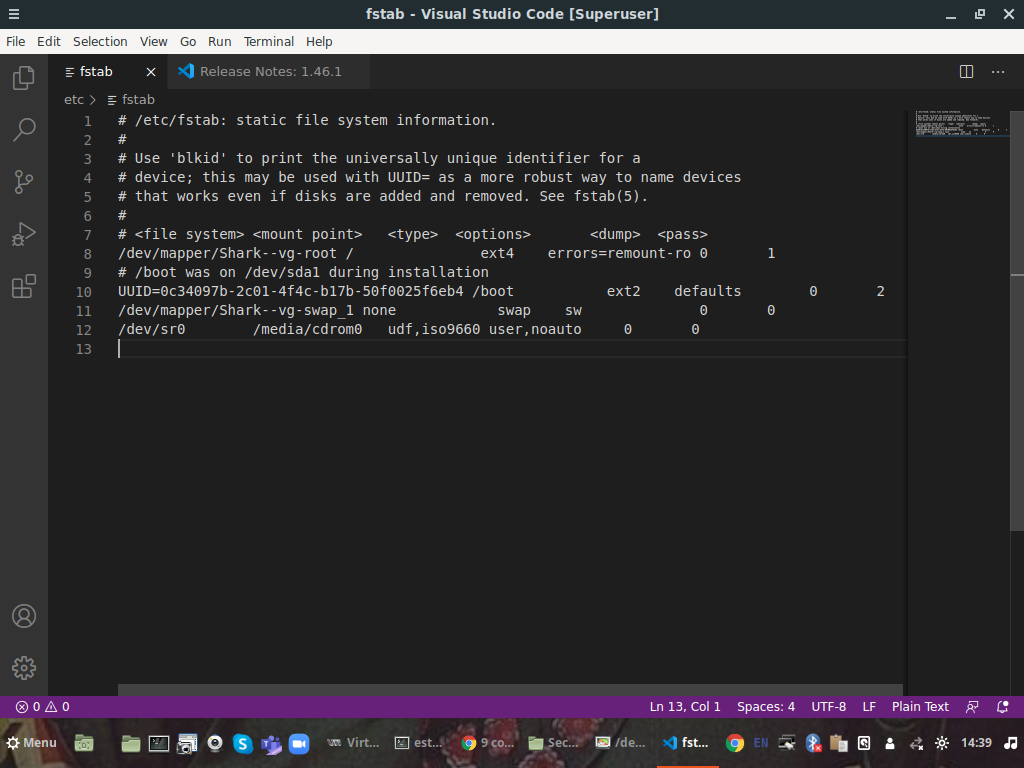 fstab - Visual Studio Code [Superuser]
File Edit Selection View Go Run Terminal Help
fstab Release Notes: 1.46.1
etc > fstab
1 # /etc/fstab: static file system information.
2 #
3 # Use 'blkid' to print the universally unique identifier for a
4 # device; this may be used with UUID= as a more robust way to name devices
5 # that works even if disks are added and removed. See fstab(5).
6 #
7 # <file system> <mount point>   <type>  <options>       <dump>  <pass>
8 /dev/mapper/Shark--vg-root /               ext4    errors=remount-ro 0       1
9 # /boot was on /dev/sda1 during installation
10 UUID=0c34097b-2c01-4f4c-b17b-50f0025f6eb4 /boot           ext2    defaults        0       2
11 /dev/mapper/Shark--vg-swap_1 none            swap    sw              0       0
12 /dev/sr0        /media/cdrom0   udf,iso9660 user,noauto     0       0
13
0 0 Ln 13, Col 1 Spaces: 4 UTF-8 LF Plain Text
Menu Virt... est... 9 co... Sec... /de... fst... EN 14:39